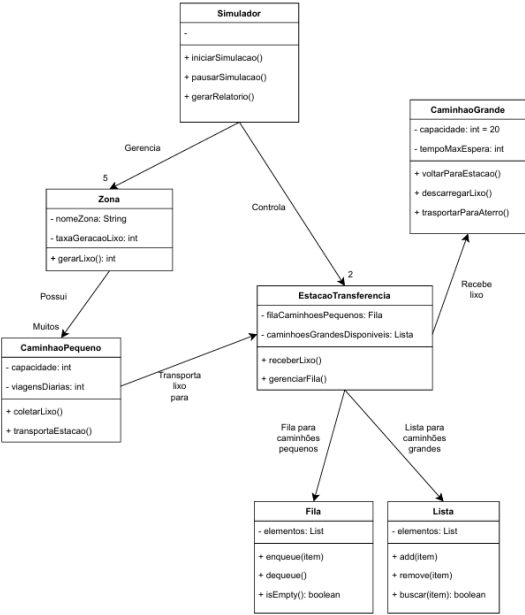 Simulador
-
+ iniciarSimulacao()
+ pausarSimulacao()
+ gerarRelatorio()
CaminhaoGrande
- capacidade: int = 20
- tempoMaxEspera: int
+ voltarParaEstacao()
+ descarregarLixo()
+ trasportarParaAterro()
Gerencia
5
Controla
2
Zona
- nomeZona: String
- taxaGeracaoLixo: int
+ gerarLixo(): int
Possui
Muitos
EstacaoTransferencia
- filaCaminhoesPequenos: Fila
- caminhoesGrandesDisponiveis: Lista
+ receberLixo()
+ gerenciarFila()
Recebe
lixo
CaminhaoPequeno
- capacidade: int
- viagensDiarias: int
+ coletarLixo()
+ transportaEstacao()
Transporta
lixo
para
Fila para
caminhões
pequenos
Lista para
caminhões
grandes
Fila
- elementos: List
+ enqueue(item)
+ dequeue()
+ isEmpty(): boolean
Lista
- elementos: List
+ add(item)
+ remove(item)
+ buscar(item): boolean